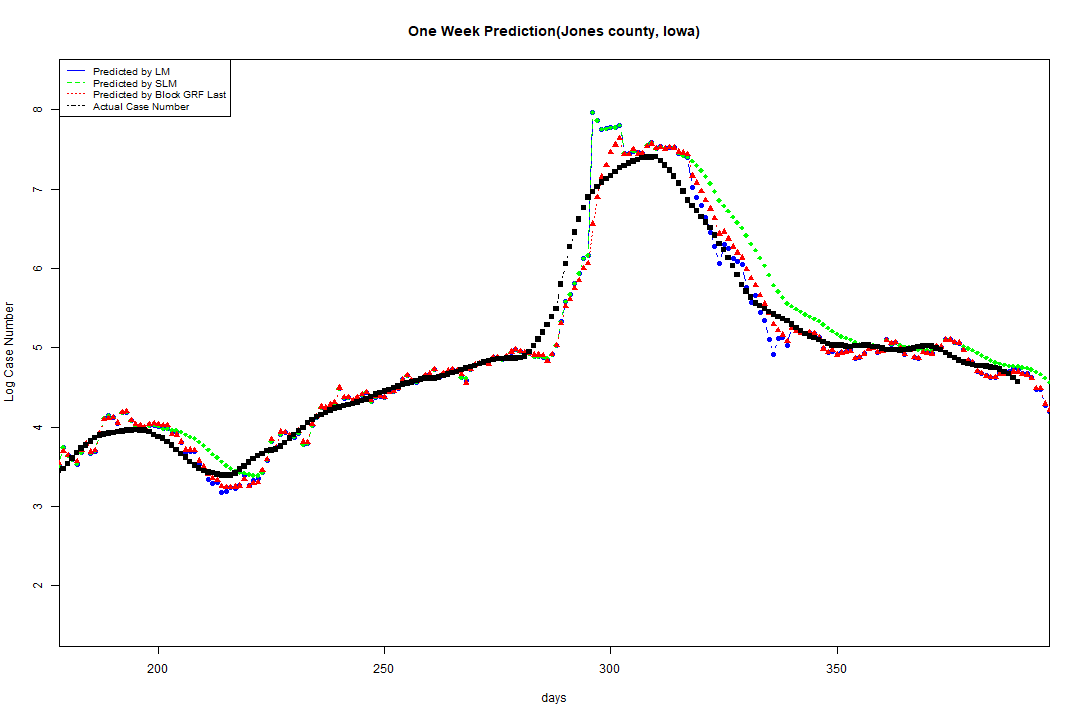 One Week Prediction(Jones county, Iowa)
Predicted by LM
Predicted by SLM
Predicted by Block GRF Last
Actual Case Number
8
7
6
5
4
3
2
Log Case Number
200 250 300 350
days